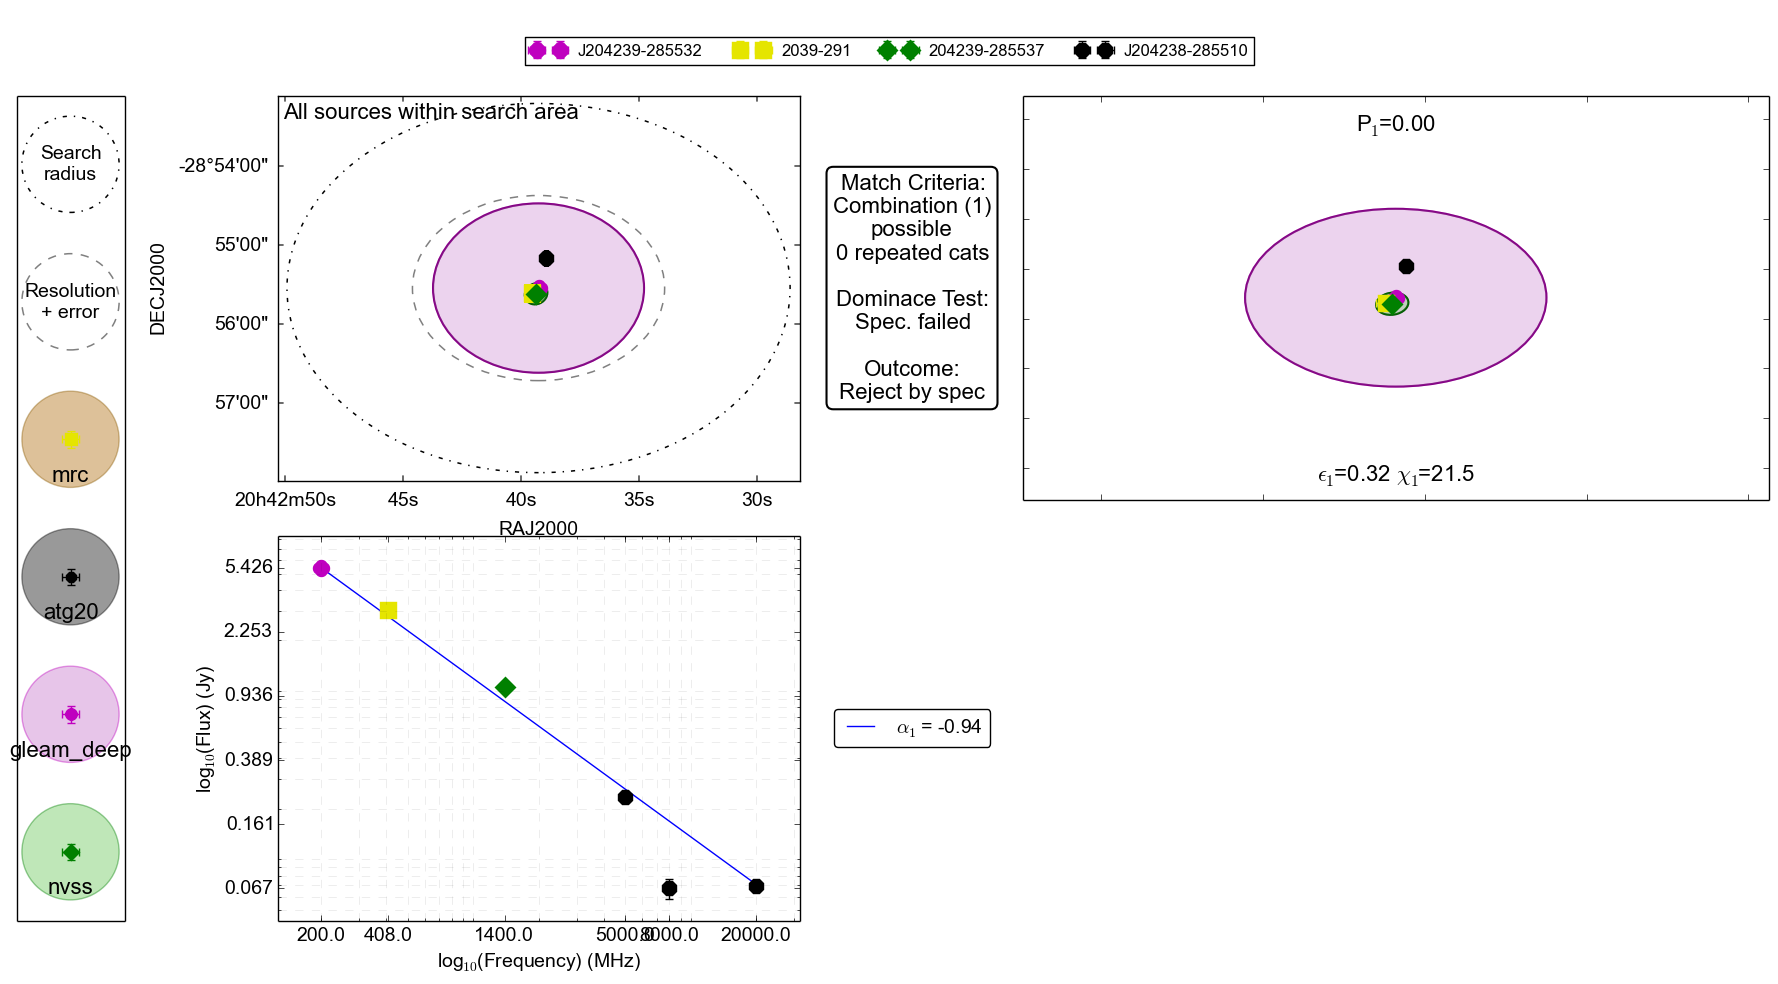 J204239-285532 2039-291 204239-285537 J204238-285510
Search
radius
Resolution
+ error
mrc
atg20
gleam_deep
nvss
All sources within search area
DECJ2000
-28°54'00"
55'00"
56'00"
57'00"
20h42m50s 45s 40s 35s 30s
RAJ2000
Match Criteria:
Combination (1)
possible
0 repeated cats
Dominace Test:
Spec. failed
Outcome:
Reject by spec
P₁=0.00
ϵ₁=0.32 χ₁=21.5
log₁₀(Flux) (Jy)
5.426
2.253
0.936
0.389
0.161
0.067
200.0 408.0 1400.0 5000.0 8000.0 20000.0
log₁₀(Frequency) (MHz)
α₁ = -0.94